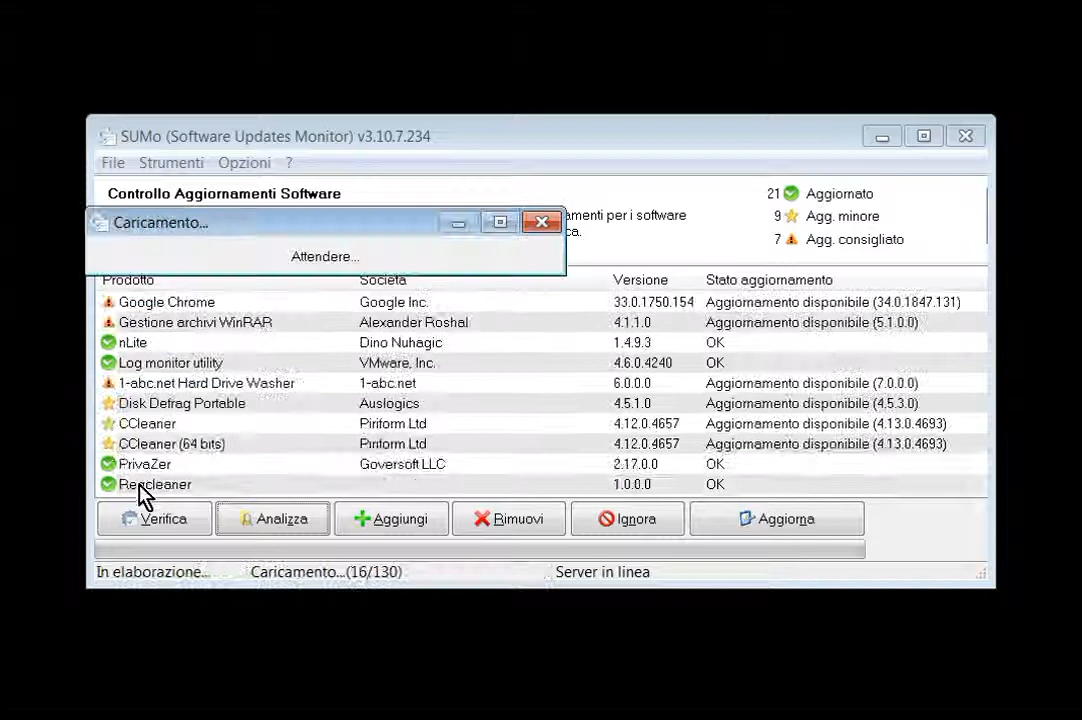 SUMo (Software Updates Monitor) v3.10.7.234
File Strumenti Opzioni ?
Controllo Aggiornamenti Software
21 Aggiornato
amenti per i software
9 Agg. minore
ca.
7 Agg. consigliato
Caricamento...
Attendere...
Prodotto Società Versione Stato aggiornamento
Google Chrome Google Inc. 33.0.1750.154 Aggiornamento disponibile (34.0.1847.131)
Gestione archivi WinRAR Alexander Roshal 4.1.1.0 Aggiornamento disponibile (5.1.0.0)
nLite Dino Nuhagic 1.4.9.3 OK
Log monitor utility VMware, Inc. 4.6.0.4240 OK
1-abc.net Hard Drive Washer 1-abc.net 6.0.0.0 Aggiornamento disponibile (7.0.0.0)
Disk Defrag Portable Auslogics 4.5.1.0 Aggiornamento disponibile (4.5.3.0)
CCleaner Piriform Ltd 4.12.0.4657 Aggiornamento disponibile (4.13.0.4693)
CCleaner (64 bits) Piriform Ltd 4.12.0.4657 Aggiornamento disponibile (4.13.0.4693)
PrivaZer Goversoft LLC 2.17.0.0 OK
Regcleaner 1.0.0.0 OK
Verifica Analizza Aggiungi Rimuovi Ignora Aggiorna
In elaborazione... Caricamento...(16/130) Server in linea